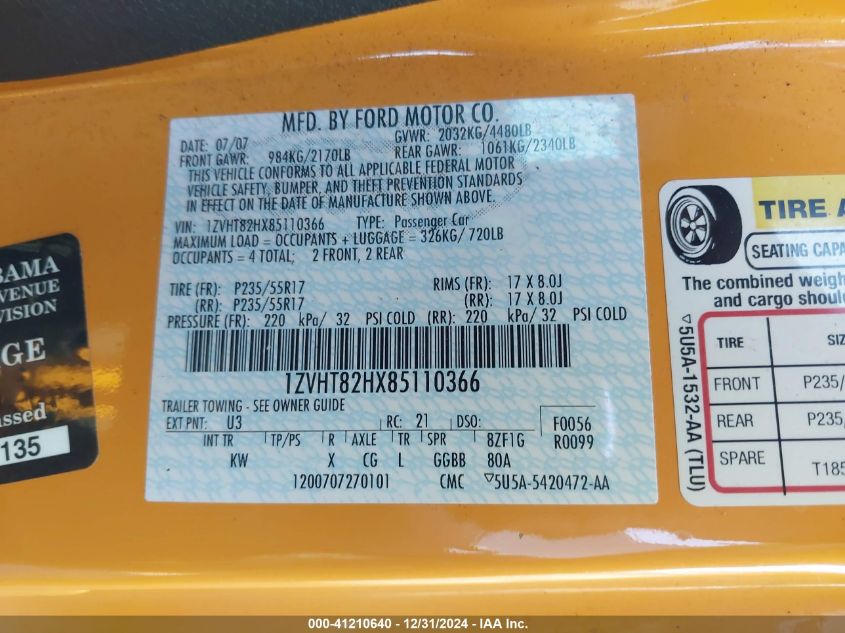 MFD. BY FORD MOTOR CO.
DATE: 07/07 GVWR: 2032KG/4480LB
FRONT GAWR: 984KG/2170LB REAR GAWR: 1061KG/2340LB
THIS VEHICLE CONFORMS TO ALL APPLICABLE FEDERAL MOTOR
VEHICLE SAFETY, BUMPER, AND THEFT PREVENTION STANDARDS
IN EFFECT ON THE DATE OF MANUFACTURE SHOWN ABOVE.
VIN: 1ZVHT82HX85110366 TYPE: Passenger Car
MAXIMUM LOAD = OCCUPANTS + LUGGAGE = 326KG/ 720LB
OCCUPANTS = 4 TOTAL; 2 FRONT, 2 REAR
TIRE (FR): P235/55R17 RIMS (FR): 17 X 8.0J
(RR): P235/55R17 (RR): 17 X 8.0J
PRESSURE (FR): 220 kPa/ 32 PSI COLD (RR): 220 kPa/ 32 PSI COLD
1ZVHT82HX85110366
TRAILER TOWING - SEE OWNER GUIDE
EXT PNT: U3 RC: 21 DSO: F0056
INT TR TP/PS R AXLE TR SPR 8ZF1G R0099
KW X CG L GGBB 80A
1200707270101 CMC ▽5U5A-5420472-AA
BAMA
VENUE
VISION
GE
assed
135
TIRE A
SEATING CAPA
The combined weigh
and cargo shoul
TIRE SIZ
FRONT P235/
REAR P235/
SPARE T185
▽5U5A-1532-AA (TLU)
000-41210640 - 12/31/2024 - IAA Inc.